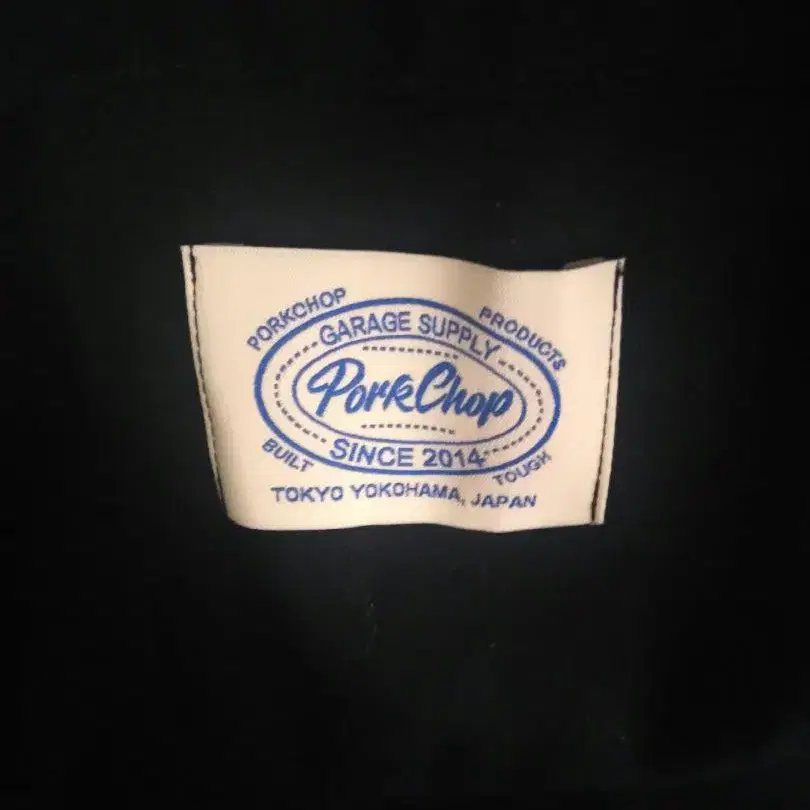 PORKCHOP PRODUCTS
GARAGE SUPPLY
PorkChop
SINCE 2014
BUILT TOUGH
TOKYO YOKOHAMA, JAPAN